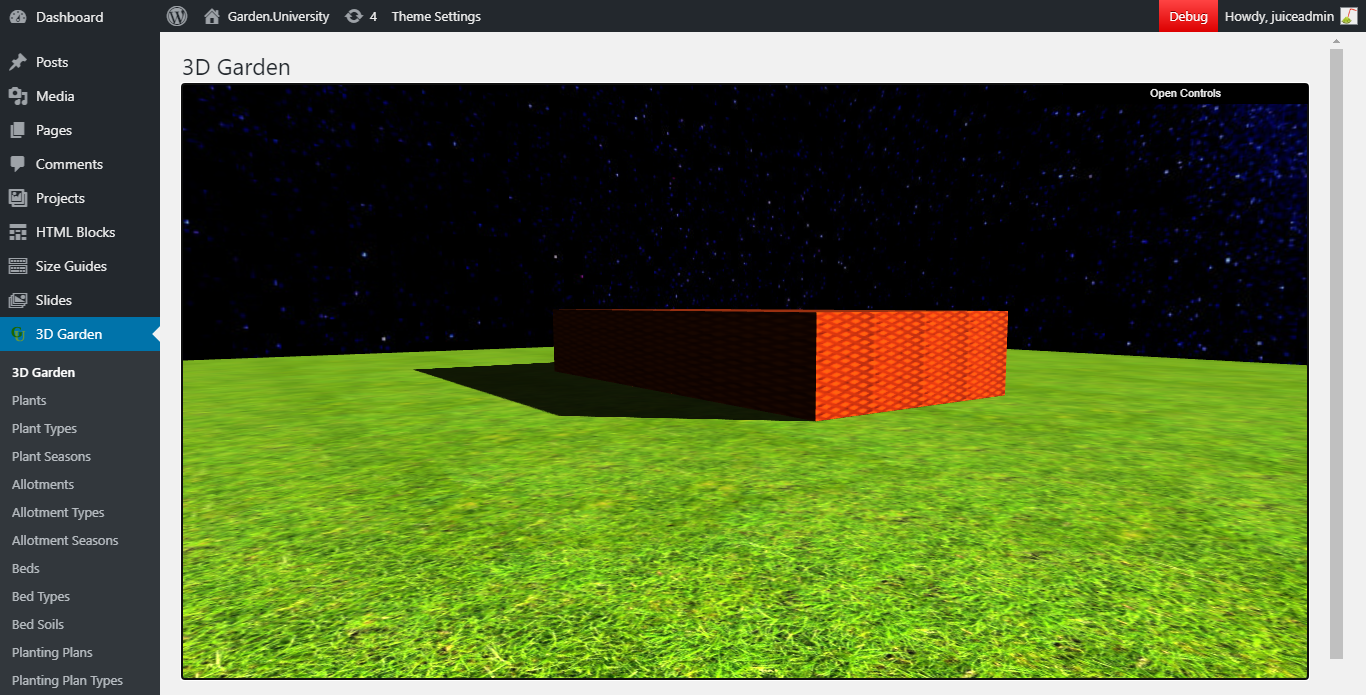 Dashboard
Garden.University
4
Theme Settings
Debug
Howdy, juiceadmin
Posts
Media
Pages
Comments
Projects
HTML Blocks
Size Guides
Slides
3D Garden
3D Garden
Plants
Plant Types
Plant Seasons
Allotments
Allotment Types
Allotment Seasons
Beds
Bed Types
Bed Soils
Planting Plans
Planting Plan Types
3D Garden
Open Controls